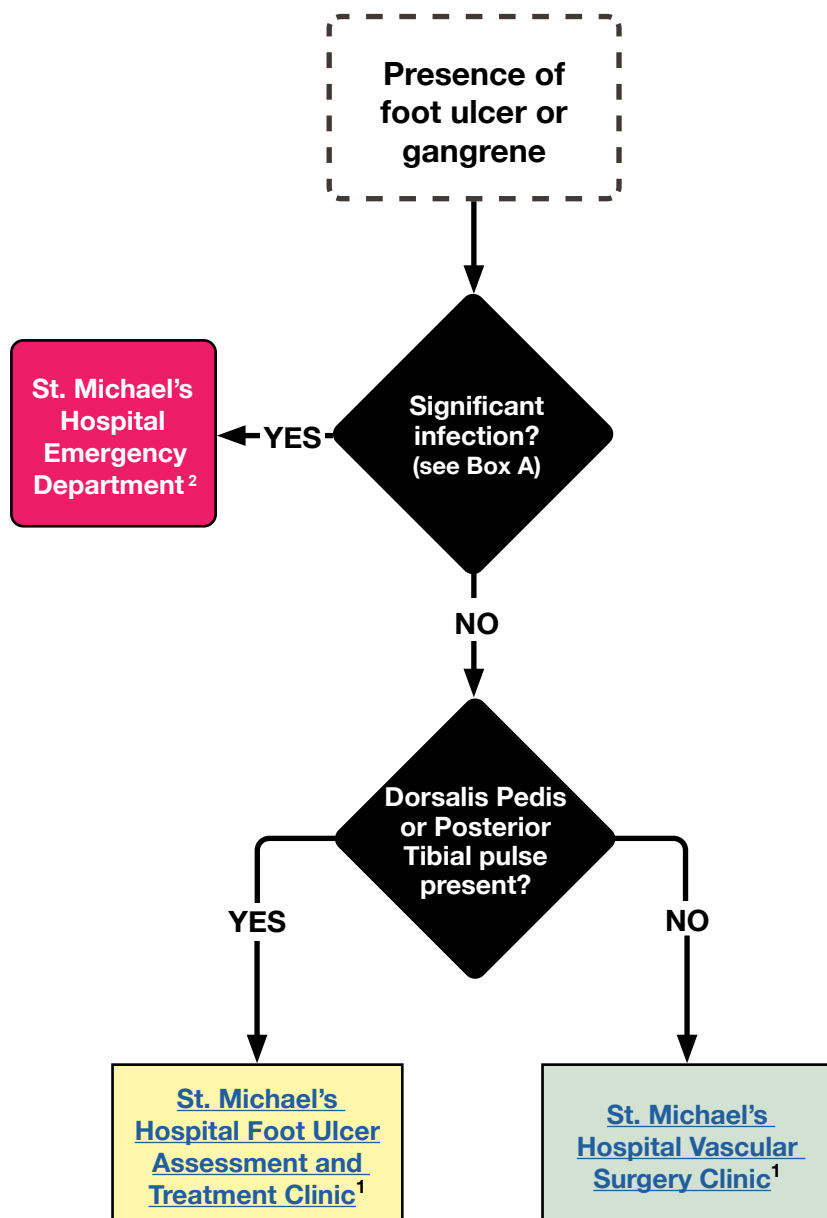 Presence of
foot ulcer or
gangrene
Significant
infection?
(see Box A)
YES
St. Michael’s
Hospital
Emergency
Department ²
NO
Dorsalis Pedis
or Posterior
Tibial pulse
present?
YES
NO
St. Michael’s
Hospital Foot Ulcer
Assessment and
Treatment Clinic¹
St. Michael’s
Hospital Vascular
Surgery Clinic¹